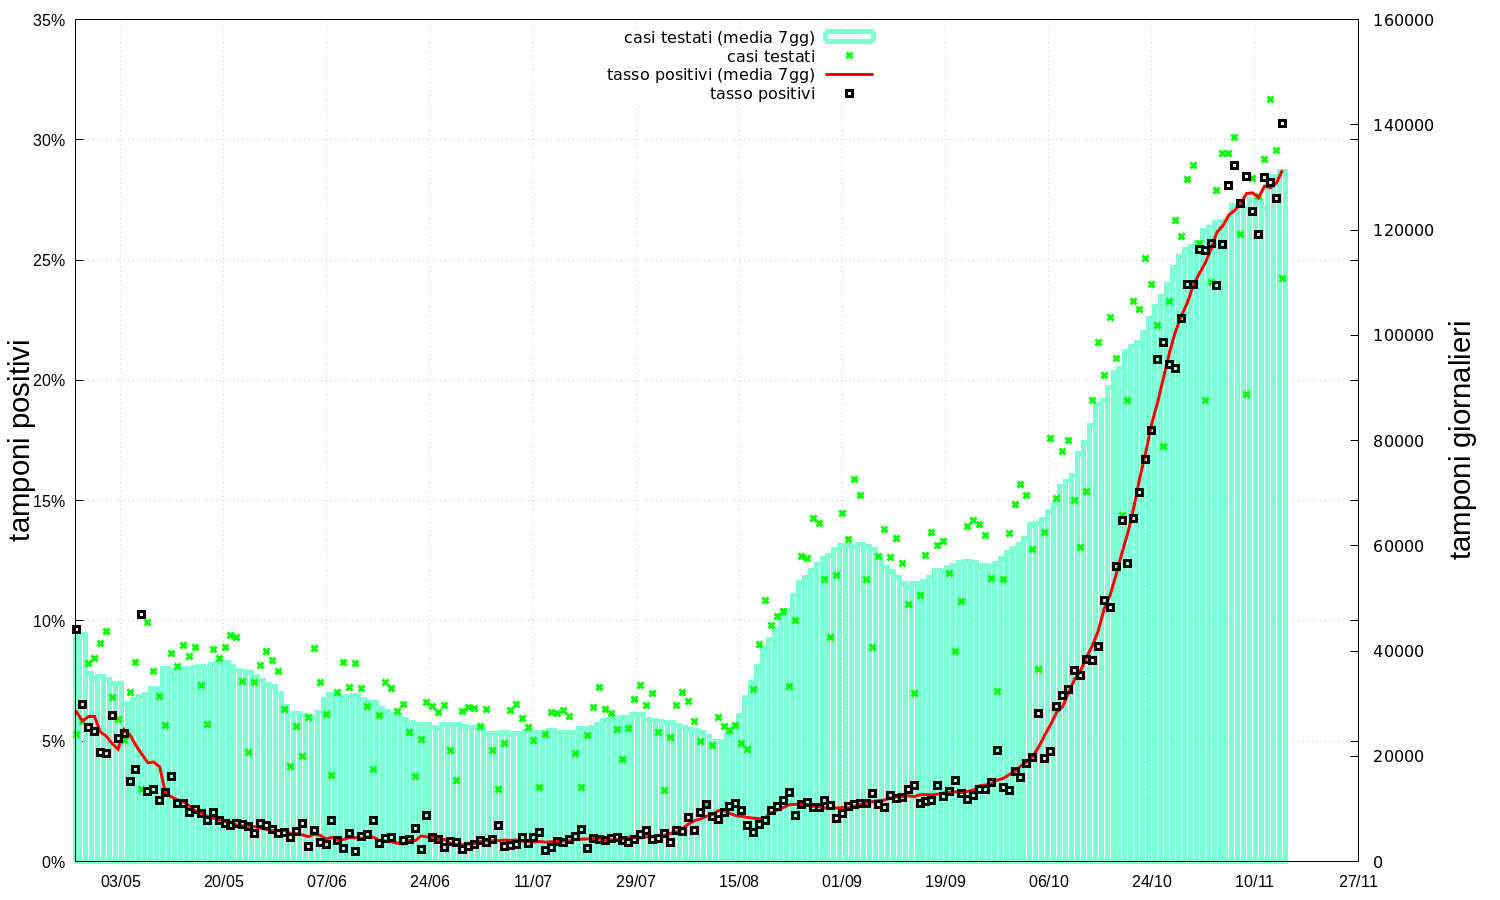 casi testati (media 7gg)
casi testati
tasso positivi (media 7gg)
tasso positivi
tamponi positivi
35%
30%
25%
20%
15%
10%
5%
0%
160000
140000
120000
100000
80000
60000
40000
20000
0
tamponi giornalieri
03/05 20/05 07/06 24/06 11/07 29/07 15/08 01/09 19/09 06/10 24/10 10/11 27/11